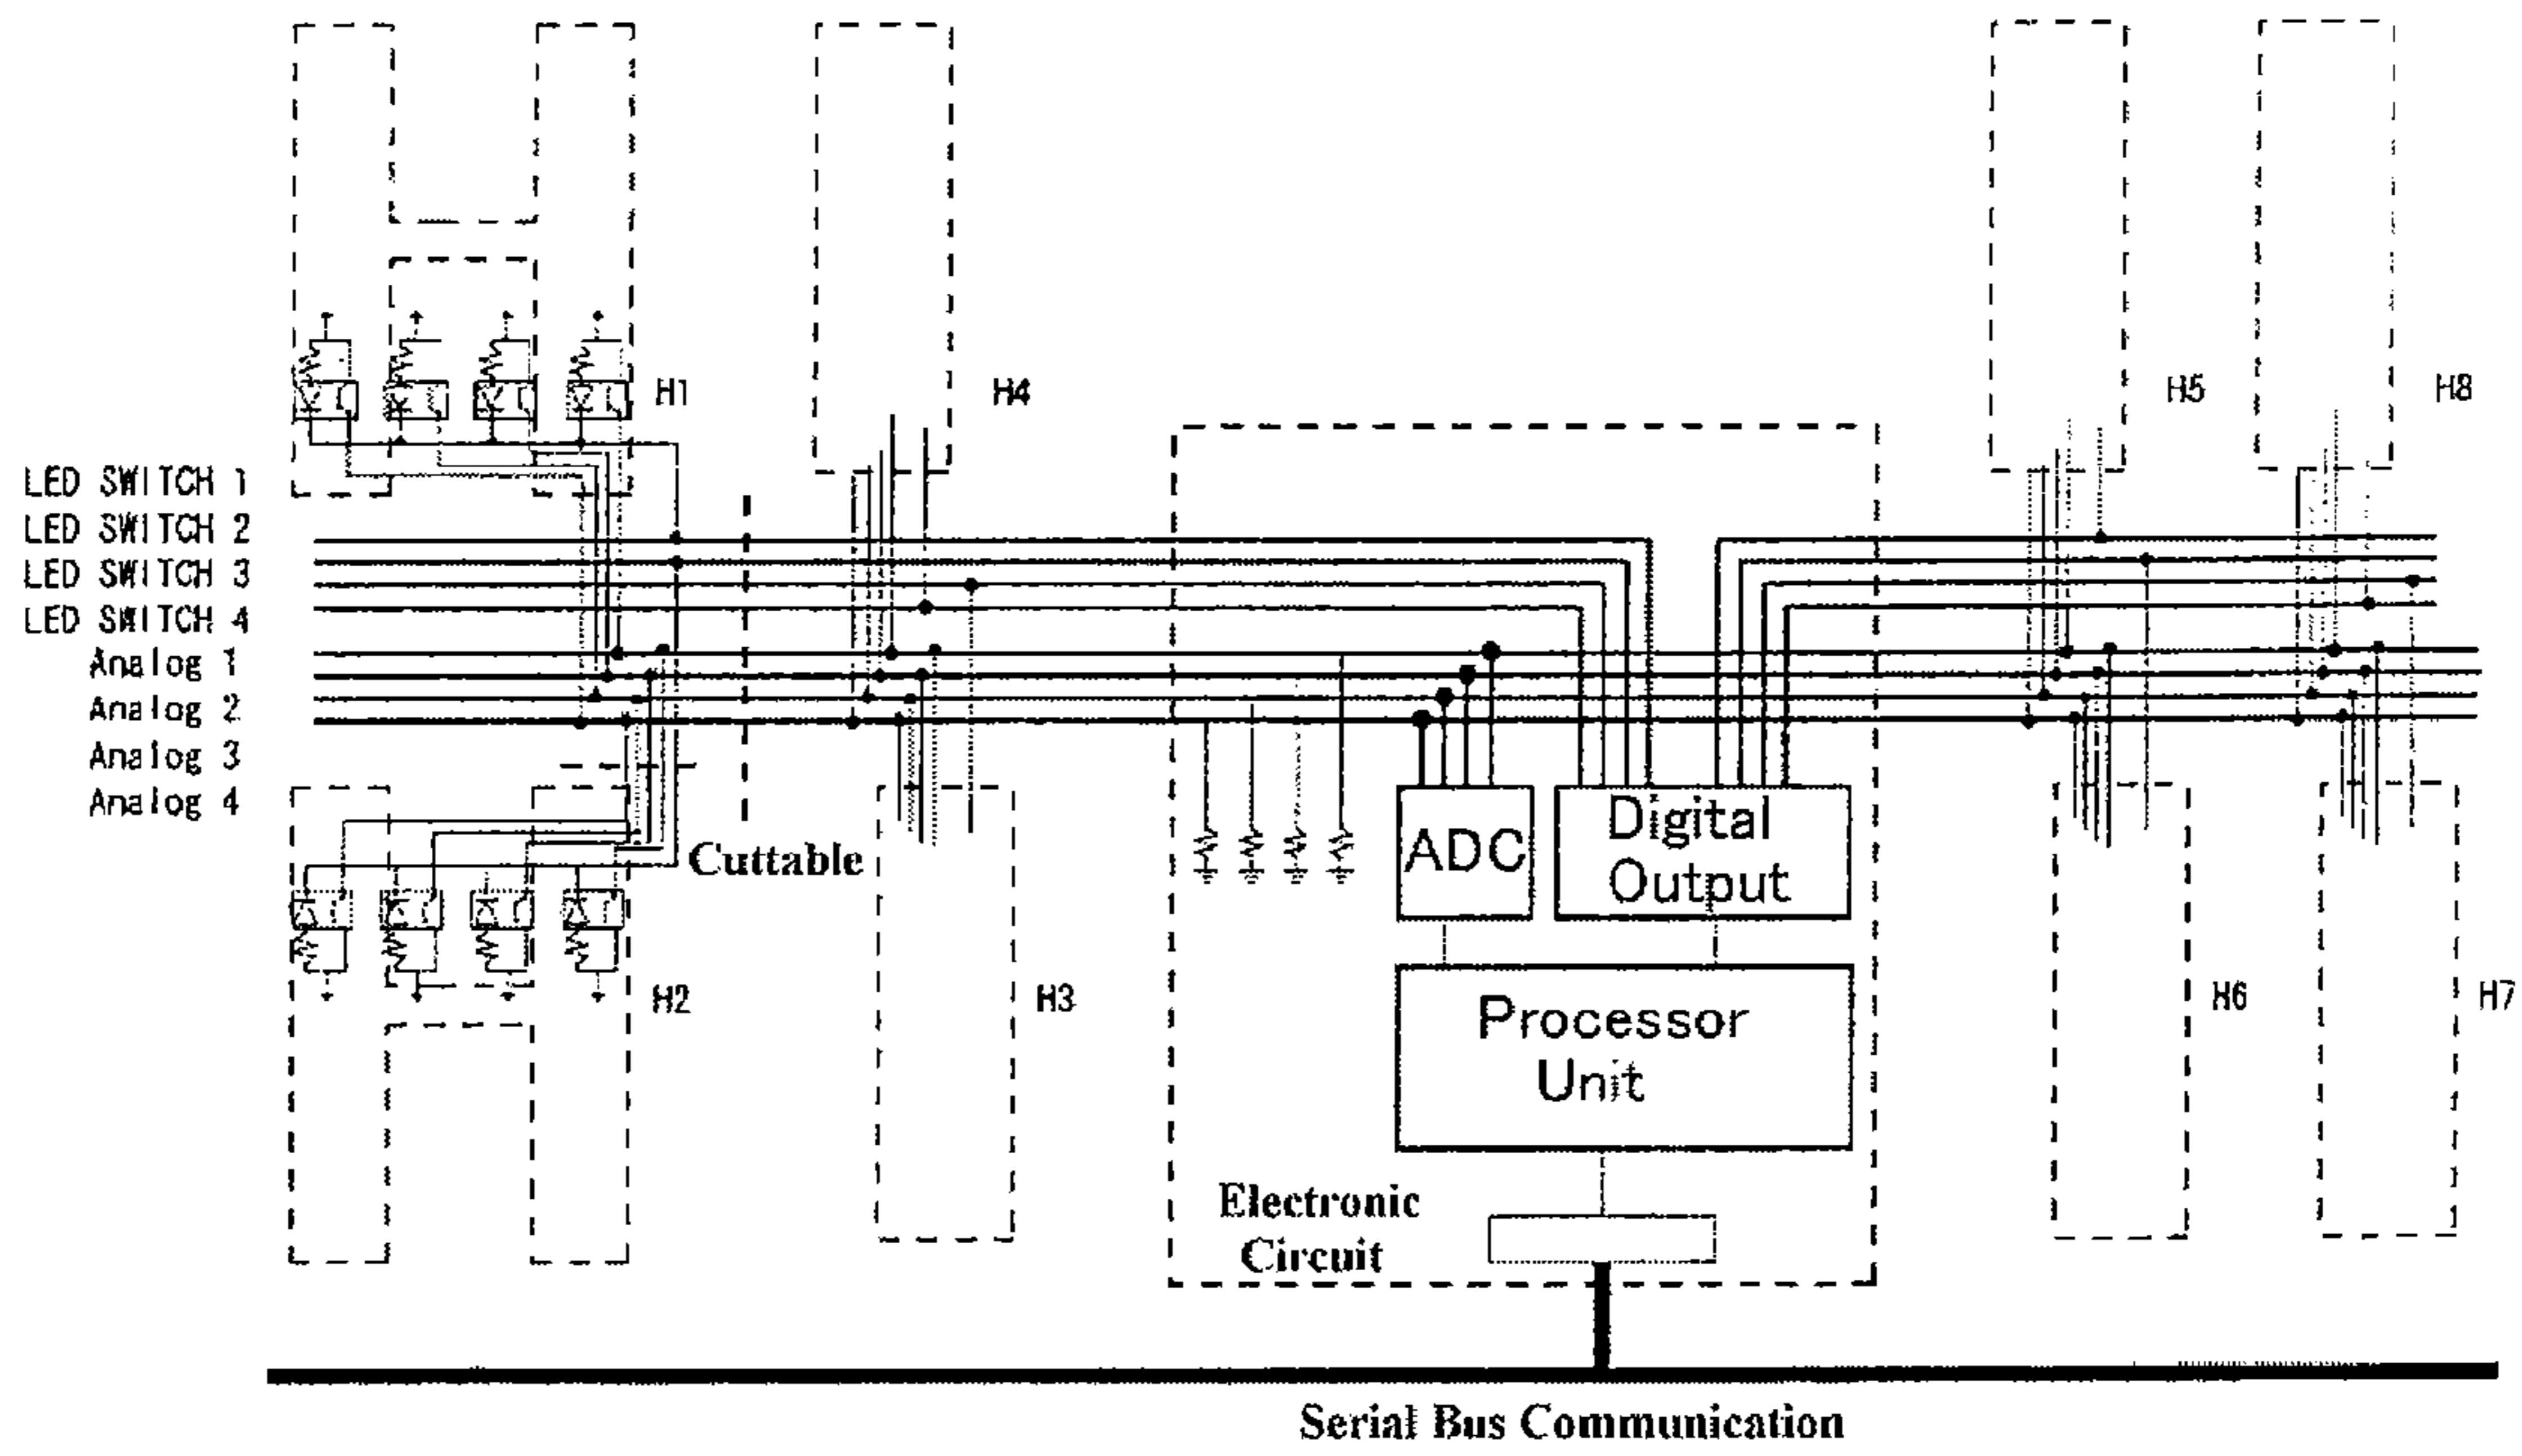 H1
H4
H5
H8
LED SWITCH 1
LED SWITCH 2
LED SWITCH 3
LED SWITCH 4
Analog 1
Analog 2
Analog 3
Analog 4
Cuttable
ADC
Digital
Output
H2
H3
H6
H7
Processor
Unit
Electronic
Circuit
Serial Bus Communication